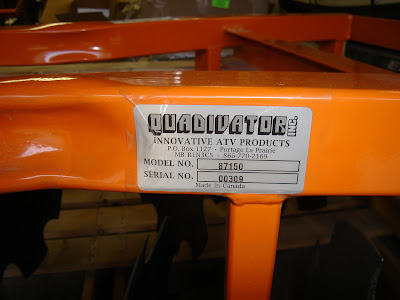 QUADIVATOR INC.
INNOVATIVE ATV PRODUCTS
P.O. Box 1127 - Portage La Prairie
MB R1N3C5 - 866-770-2169
MODEL NO. 87150
SERIAL NO. 00309
Made in Canada